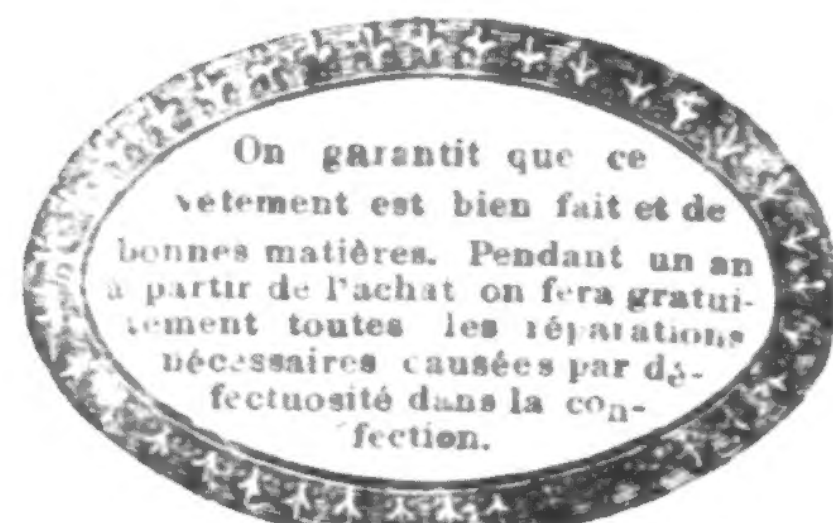 On garantit que ce
vêtement est bien fait et de
bonnes matières. Pendant un an
à partir de l'achat on fera gratui-
tement toutes les réparations
nécessaires causées par dé-
fectuosité dans la con-
fection.